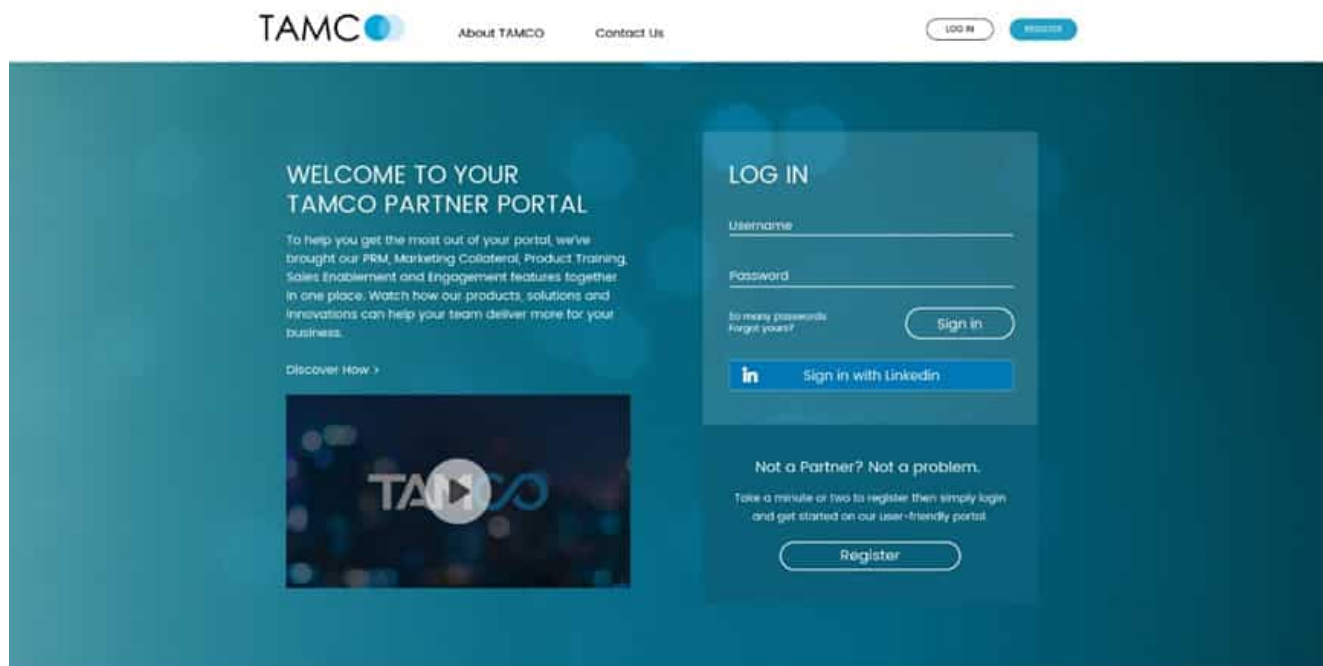 TAMCO
About TAMCO
Contact Us
LOG IN
REGISTER
WELCOME TO YOUR
TAMCO PARTNER PORTAL
To help you get the most out of your portal, we've
brought our PRM, Marketing Collateral, Product Training,
Sales Enablement and Engagement features together
in one place. Watch how our products, solutions and
innovations can help your team deliver more for your
business.
Discover How >
TAMCO
LOG IN
Username
Password
So many passwords
Forgot yours?
Sign in
in
Sign in with Linkedin
Not a Partner? Not a problem.
Take a minute or two to register then simply login
and get started on our user-friendly portal
Register